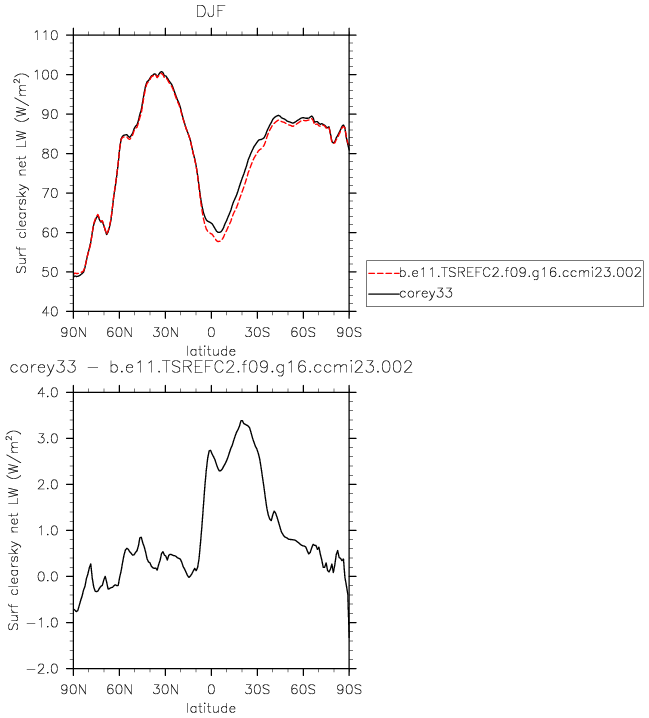 DJF
110
100
90
80
70
60
50
40
Surf clearsky net LW (W/m²)
90N 60N 30N 0 30S 60S 90S
latitude
b.e11.TSREFC2.f09.g16.ccmi23.002
corey33
corey33 − b.e11.TSREFC2.f09.g16.ccmi23.002
4.0
3.0
2.0
1.0
0.0
−1.0
−2.0
Surf clearsky net LW (W/m²)
90N 60N 30N 0 30S 60S 90S
latitude